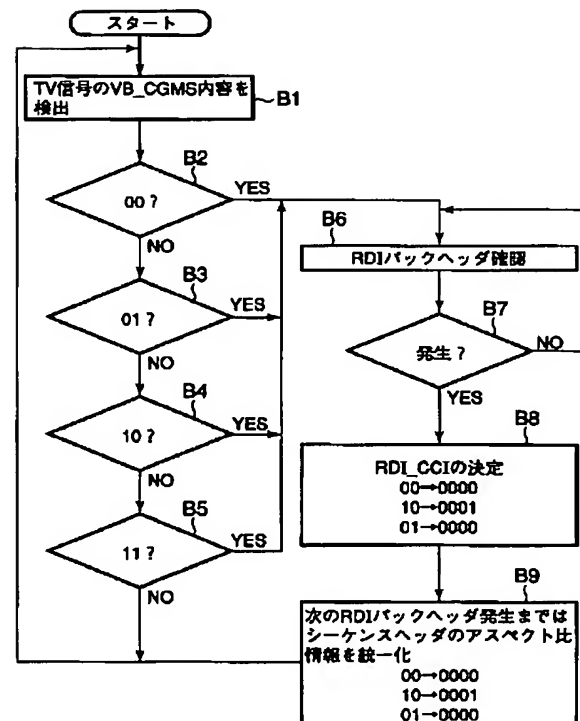 スタート
TV信号のVB_CGMS内容を
検出
B1
B2
00?
YES
NO
B3
01?
YES
NO
B4
10?
YES
NO
B5
11?
YES
NO
B6
RDIパックヘッダ確認
B7
発生?
NO
YES
B8
RDI_CCIの決定
00→0000
10→0001
01→0000
B9
次のRDIパックヘッダ発生までは
シーケンスヘッダのアスペクト比
情報を統一化
00→0000
10→0001
01→0000